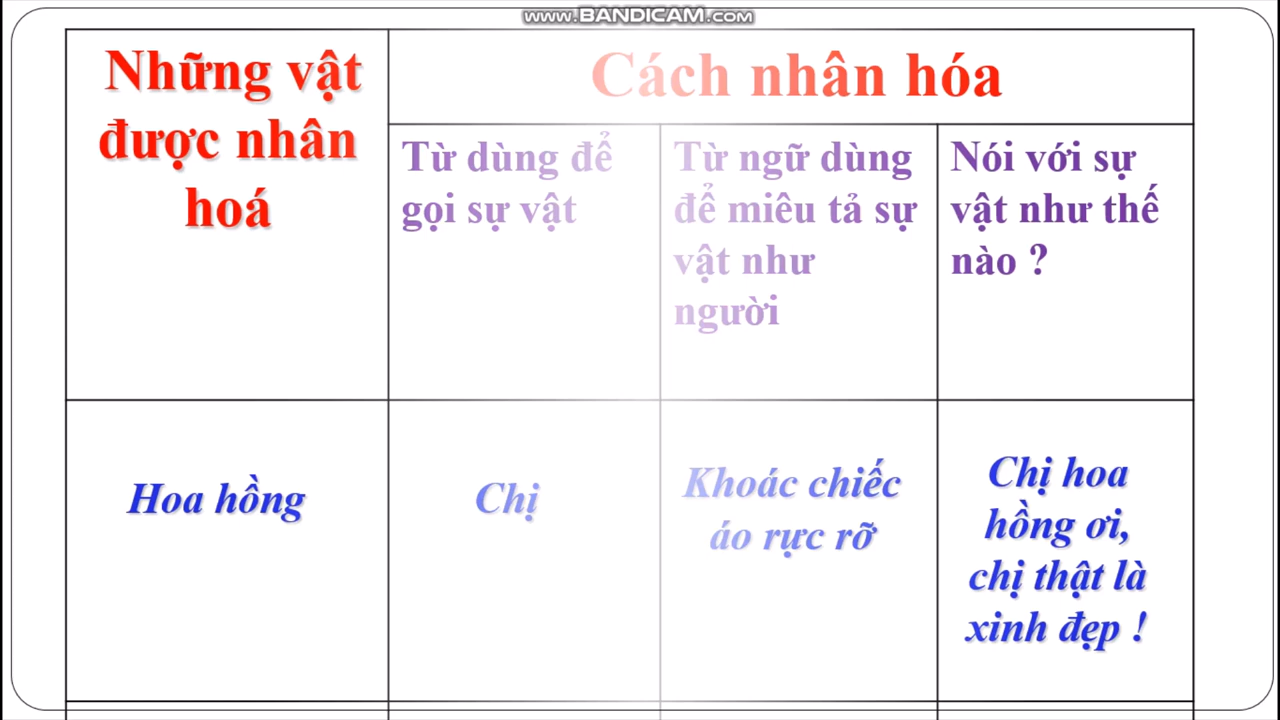 www.BANDICAM.com
Những vật
được nhân
hoá
Cách nhân hóa
Từ dùng để
gọi sự vật
Từ ngữ dùng
để miêu tả sự
vật như
người
Nói với sự
vật như thế
nào ?
Hoa hồng
Chị
Khoác chiếc
áo rực rỡ
Chị hoa
hồng ơi,
chị thật là
xinh đẹp !